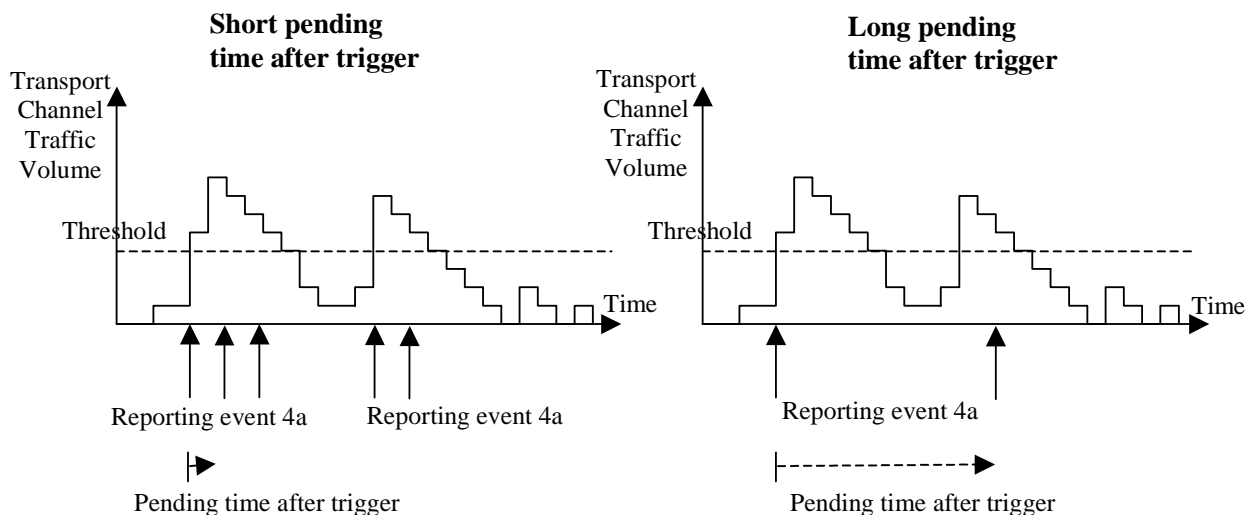 Short pending
time after trigger
Transport
Channel
Traffic
Volume
Threshold
Time
Reporting event 4a
Reporting event 4a
Pending time after trigger
Long pending
time after trigger
Transport
Channel
Traffic
Volume
Threshold
Time
Reporting event 4a
Pending time after trigger